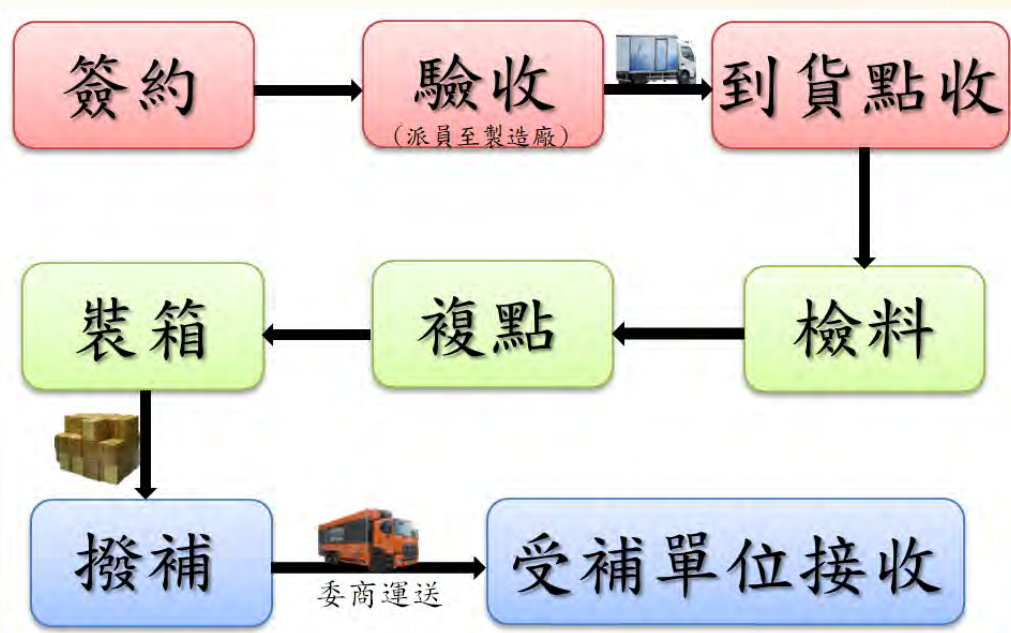 簽約
驗收
(派員至製造廠)
到貨點收
檢料
複點
裝箱
撥補
委商運送
受補單位接收